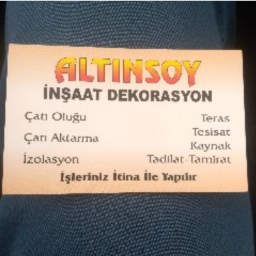 ALTINSOY
İNŞAAT DEKORASYON
Çatı Oluğu
Teras
Tesisat
Çatı Aktarma
Kaynak
İzolasyon
Tadilat-Tamirat
İşleriniz İtina İle Yapılır